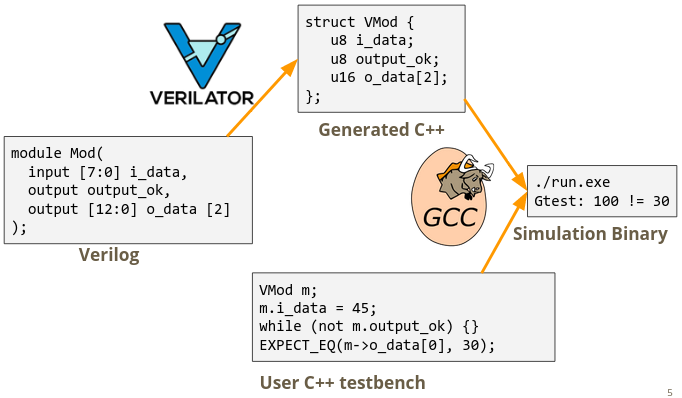 VERILATOR
struct VMod {
   u8 i_data;
   u8 output_ok;
   u16 o_data[2];
};
Generated C++
module Mod(
  input [7:0] i_data,
  output output_ok,
  output [12:0] o_data [2]
);
Verilog
GCC
./run.exe
Gtest: 100 != 30
Simulation Binary
VMod m;
m.i_data = 45;
while (not m.output_ok) {}
EXPECT_EQ(m->o_data[0], 30);
User C++ testbench
5